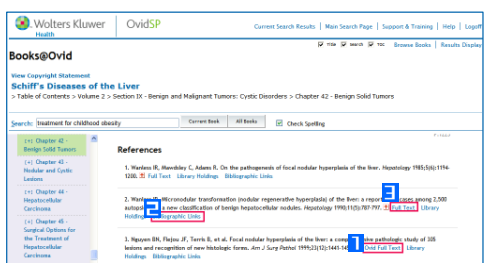 Wolters Kluwer
Health
OvidSP
Current Search Results | Main Search Page | Support & Training | Help | Logoff
Title Search TOC Browse Books | Results Display
Books@Ovid
View Copyright Statement
Schiff's Diseases of the Liver
> Table of Contents > Volume 2 > Section IX - Benign and Malignant Tumors: Cystic Disorders > Chapter 42 - Benign Solid Tumors
Search: treatment for childhood obesity Current Book All Books Check Spelling
[+] Chapter 42 -
Benign Solid Tumors
[+] Chapter 43 -
Nodular and Cystic
Lesions
[+] Chapter 44 -
Hepatocellular
Carcinoma
[+] Chapter 45 -
Surgical Options for
the Treatment of
Hepatocellular
Carcinoma
References
1. Wanless IR, Mawdsley C, Adams R. On the pathogenesis of focal nodular hyperplasia of the liver. Hepatology 1985;5(6):1194-
1200. Full Text Library Holdings Bibliographic Links
3
2. Wanless IR. Micronodular transformation (nodular regenerative hyperplasia) of the liver: a report cases among 2,500
autopsies a new classification of benign hepatocellular nodules. Hepatology 1990;11(5):787-797. Full Text Library
2
Holdings Bibliographic Links
1
3. Nguyen BN, Flejou JF, Terris B, et al. Focal nodular hyperplasia of the liver: a comp pathologic study of 305
lesions and recognition of new histologic forms. Am J Surg Pathol 1999;23(12):1441-145 Ovid Full Text Library
Holdings Bibliographic Links